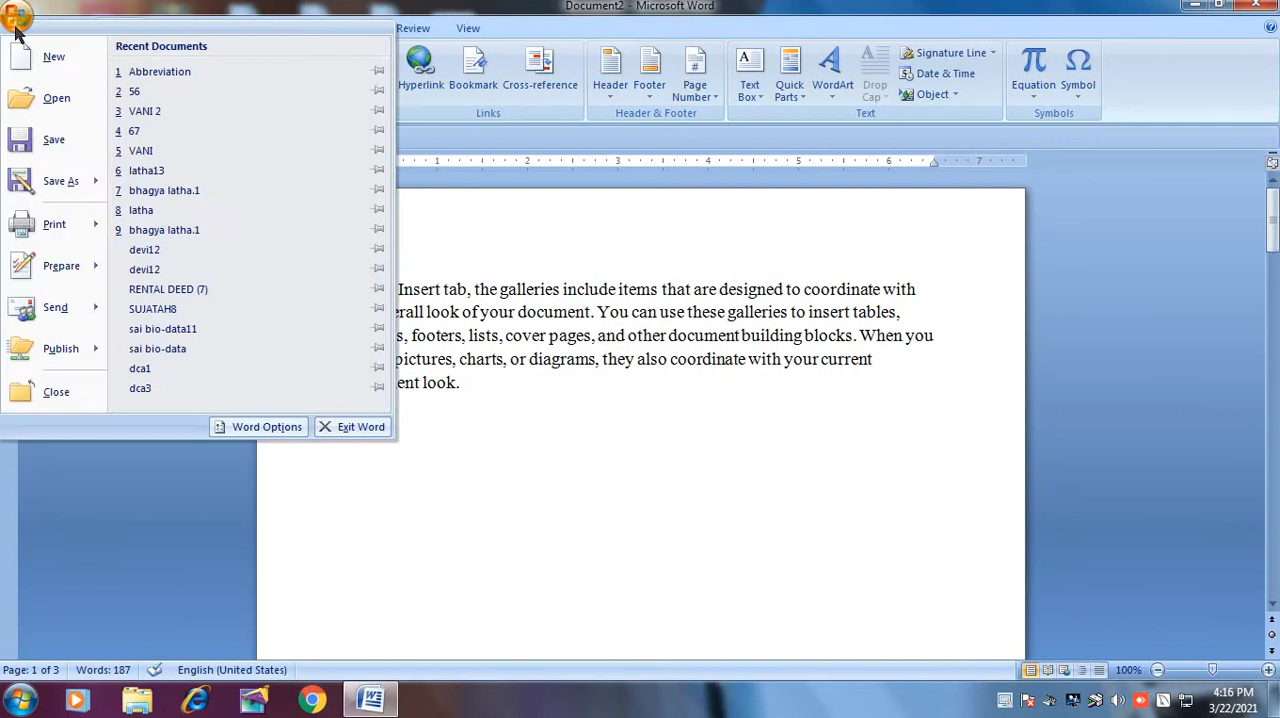 Document2 - Microsoft Word
Review View
New
Open
Save
Save As
Print
Prepare
Send
Publish
Close
Recent Documents
1 Abbreviation
2 56
3 VANI 2
4 67
5 VANI
6 latha13
7 bhagya latha.1
8 latha
9 bhagya latha.1
devi12
devi12
RENTAL DEED (7)
SUJATAH8
sai bio-data11
sai bio-data
dca1
dca3
Word Options Exit Word
Hyperlink Bookmark Cross-reference
Links
Header Footer Page Number
Header & Footer
Text Box Quick Parts WordArt Drop Cap
Signature Line
Date & Time
Object
Text
Equation Symbol
Symbols
1 2 3 4 5 6 7
Insert tab, the galleries include items that are designed to coordinate with
erall look of your document. You can use these galleries to insert tables,
s, footers, lists, cover pages, and other document building blocks. When you
pictures, charts, or diagrams, they also coordinate with your current
ent look.
Page: 1 of 3 Words: 187 English (United States) 100%
4:16 PM
3/22/2021